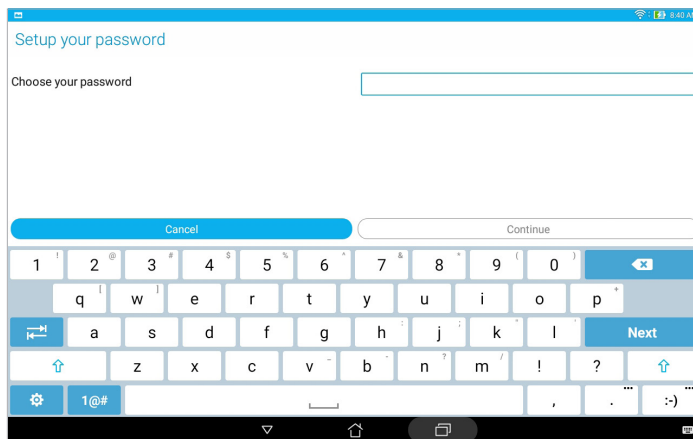 8:40 AM
Setup your password
Choose your password
Cancel
Continue
1 ! 2 @ 3 # 4 $ 5 % 6 ^ 7 & 8 * 9 ( 0 )
q [ w ] e r t y u i o p +
a s d f g h : j ; k " l ' Next
z x c v _ b - n ? m / ! ?
1@# , . ... :-) ...